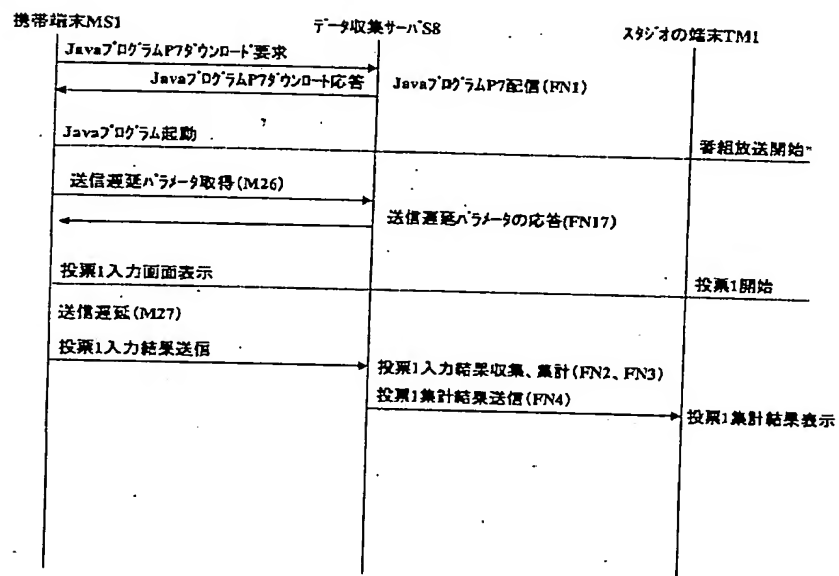 携帯端末MS1
データ収集サーバS8
スタジオの端末TM1
JavaプログラムP7ダウンロード要求
JavaプログラムP7ダウンロート応答
JavaプログラムP7配信(FN1)
Javaプログラム起動
番組放送開始
送信遅延パラメータ取得(M26)
送信遅延パラメータの応答(FN17)
投票1入力画面表示
投票1開始
送信遅延(M27)
投票1入力結果送信
投票1入力結果収集、集計(FN2、FN3)
投票1集計結果送信(FN4)
投票1集計結果表示